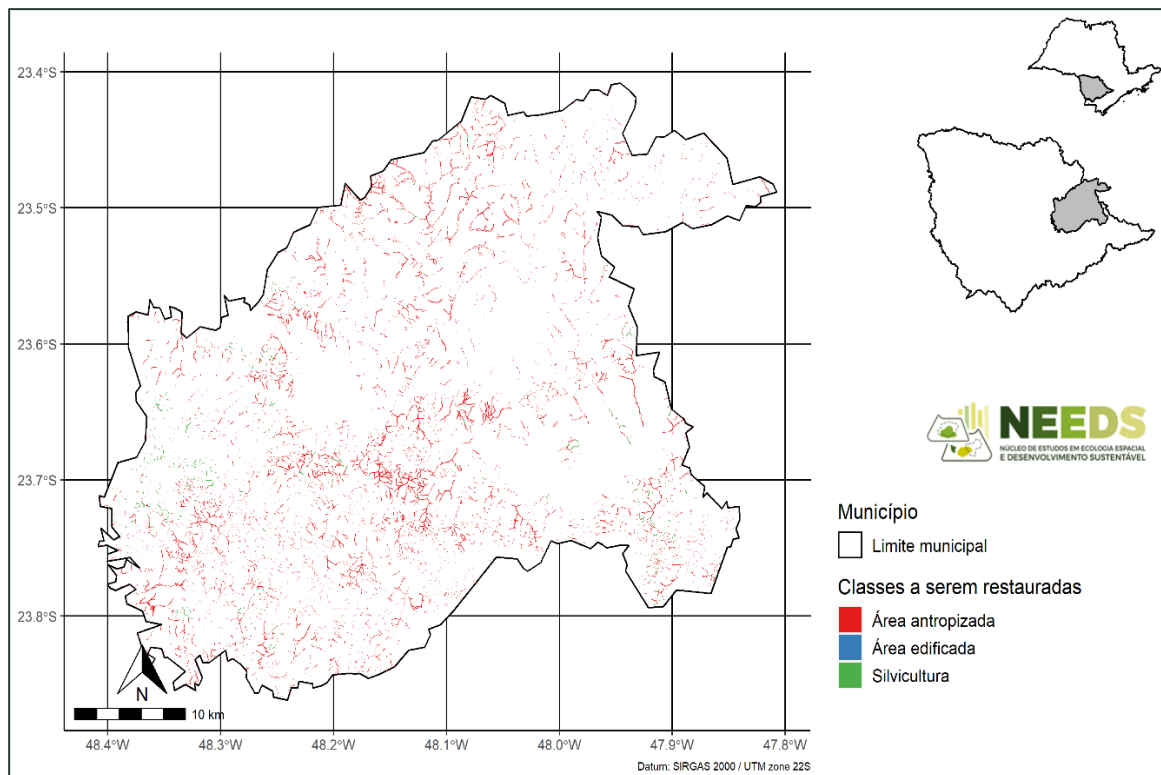 23.4°S
23.5°S
23.6°S
23.7°S
23.8°S
N
10 km
48.4°W
48.3°W
48.2°W
48.1°W
48.0°W
47.9°W
47.8°W
Datum: SIRGAS 2000 / UTM zone 22S
NEEDS
NÚCLEO DE ESTUDOS EM ECOLOGIA ESPACIAL
E DESENVOLVIMENTO SUSTENTÁVEL
Município
Limite municipal
Classes a serem restauradas
Área antropizada
Área edificada
Silvicultura